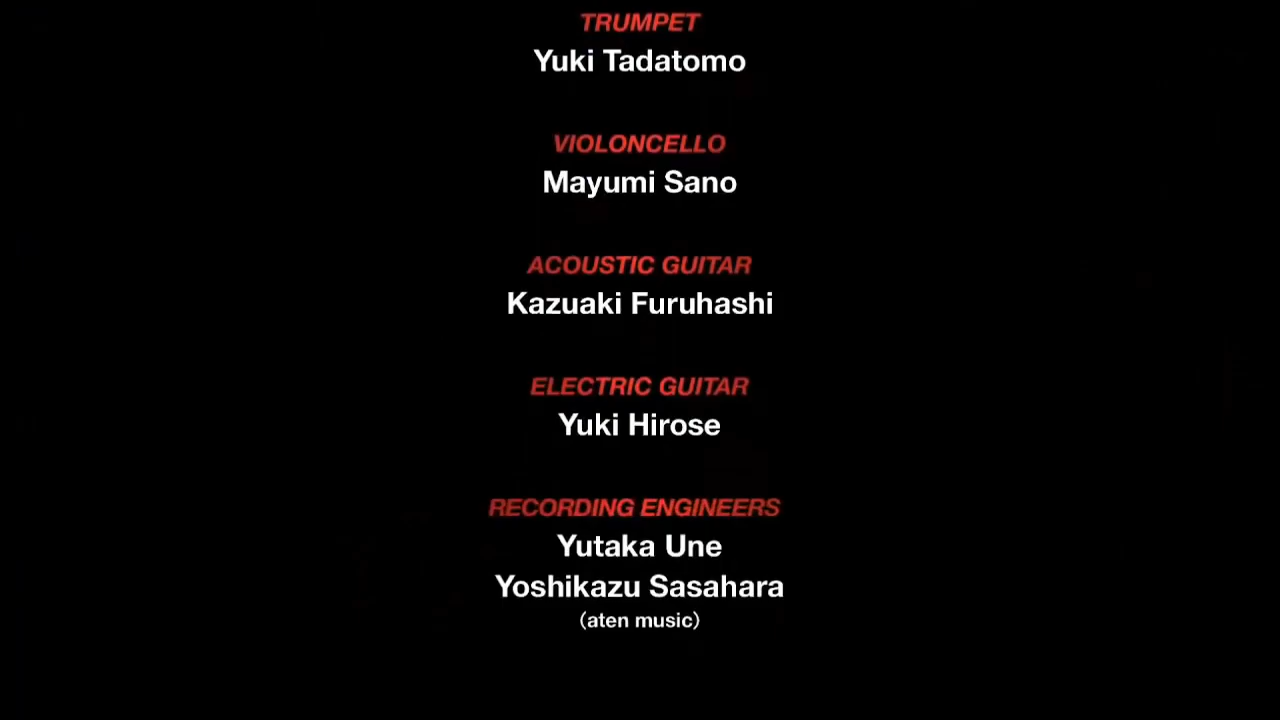 TRUMPET
Yuki Tadatomo
VIOLONCELLO
Mayumi Sano
ACOUSTIC GUITAR
Kazuaki Furuhashi
ELECTRIC GUITAR
Yuki Hirose
RECORDING ENGINEERS
Yutaka Une
Yoshikazu Sasahara
(aten music)